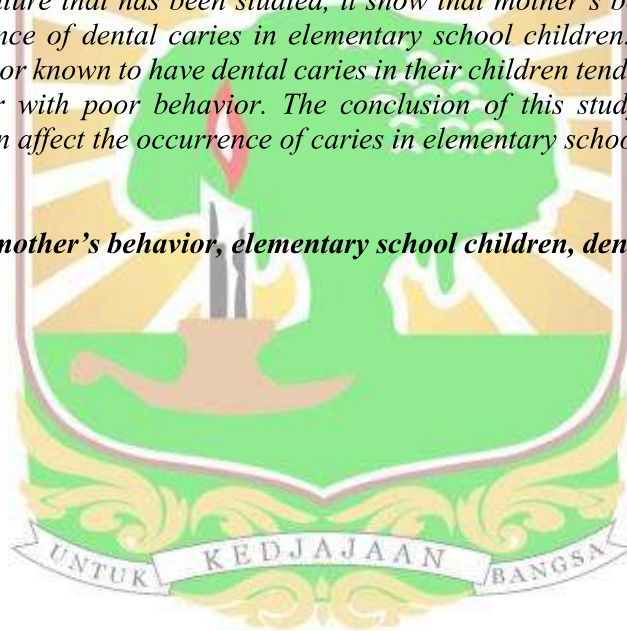 ture that has been studied, it show that mother's b
nce of dental caries in elementary school children.
or known to have dental caries in their children tend
r with poor behavior. The conclusion of this stud
n affect the occurrence of caries in elementary schoo
mother's behavior, elementary school children, den
UNTUK KEDJAJAAN BANGSA